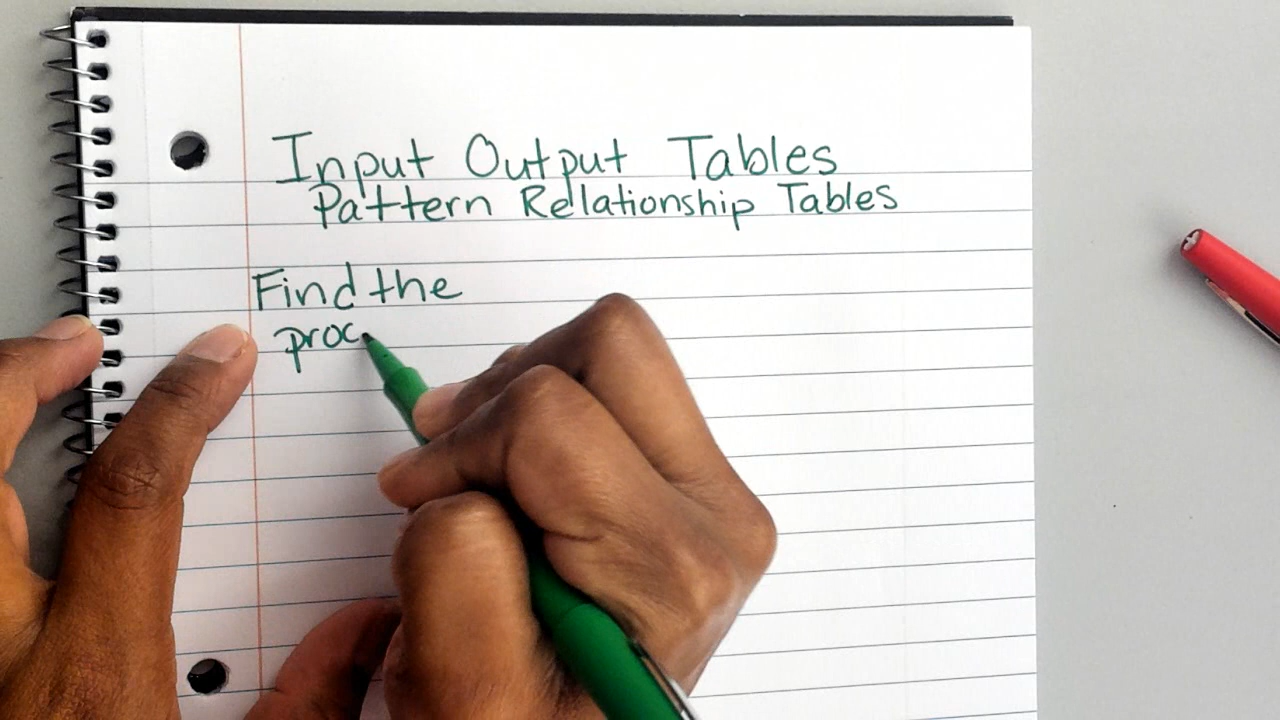 Input Output Tables
Pattern Relationship Tables
Find the
proc